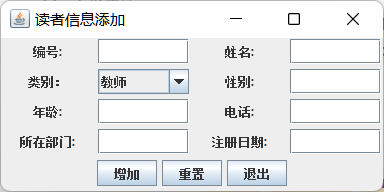 读者信息添加
编号: 姓名:
类别: 教师 性别:
年龄: 电话:
所在部门: 注册日期:
增加 重置 退出